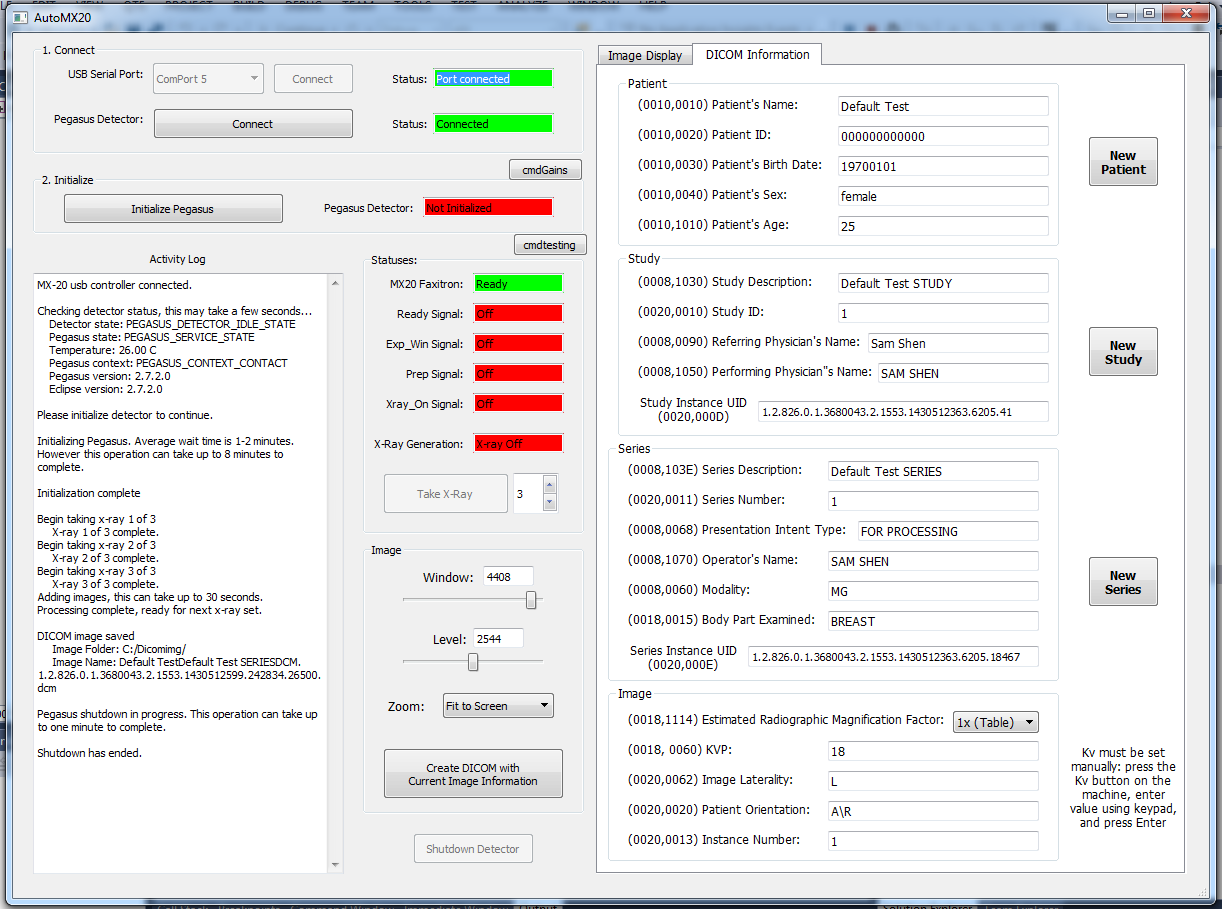 AutoMX20
1. Connect
USB Serial Port: ComPort 5 Connect Status: Port connected
Pegasus Detector: Connect Status: Connected
cmdGains
2. Initialize
Initialize Pegasus Pegasus Detector: Not Initialized
cmdtesting
Activity Log
MX-20 usb controller connected.
Checking detector status, this may take a few seconds...
Detector state: PEGASUS_DETECTOR_IDLE_STATE
Pegasus state: PEGASUS_SERVICE_STATE
Temperature: 26.00 C
Pegasus context: PEGASUS_CONTEXT_CONTACT
Pegasus version: 2.7.2.0
Eclipse version: 2.7.2.0
Please initialize detector to continue.
Initializing Pegasus. Average wait time is 1-2 minutes.
However this operation can take up to 8 minutes to
complete.
Initialization complete
Begin taking x-ray 1 of 3
X-ray 1 of 3 complete.
Begin taking x-ray 2 of 3
X-ray 2 of 3 complete.
Begin taking x-ray 3 of 3
X-ray 3 of 3 complete.
Adding images, this can take up to 30 seconds.
Processing complete, ready for next x-ray set.
DICOM image saved
Image Folder: C:/Dicomimg/
Image Name: Default TestDefault Test SERIESDCM.
1.2.826.0.1.3680043.2.1553.1430512599.242834.26500.
dcm
Pegasus shutdown in progress. This operation can take up
to one minute to complete.
Shutdown has ended.
Statuses:
MX20 Faxitron: Ready
Ready Signal: Off
Exp_Win Signal: Off
Prep Signal: Off
Xray_On Signal: Off
X-Ray Generation: X-ray Off
Take X-Ray 3
Image
Window: 4408
Level: 2544
Zoom: Fit to Screen
Create DICOM with
Current Image Information
Shutdown Detector
Image Display DICOM Information
Patient
(0010,0010) Patient's Name: Default Test
(0010,0020) Patient ID: 000000000000
(0010,0030) Patient's Birth Date: 19700101
(0010,0040) Patient's Sex: female
(0010,1010) Patient's Age: 25
New
Patient
Study
(0008,1030) Study Description: Default Test STUDY
(0020,0010) Study ID: 1
(0008,0090) Referring Physician's Name: Sam Shen
(0008,1050) Performing Physician"s Name: SAM SHEN
Study Instance UID
(0020,000D) 1.2.826.0.1.3680043.2.1553.1430512363.6205.41
New
Study
Series
(0008,103E) Series Description: Default Test SERIES
(0020,0011) Series Number: 1
(0008,0068) Presentation Intent Type: FOR PROCESSING
(0008,1070) Operator's Name: SAM SHEN
(0008,0060) Modality: MG
(0018,0015) Body Part Examined: BREAST
Series Instance UID
(0020,000E) 1.2.826.0.1.3680043.2.1553.1430512363.6205.18467
New
Series
Image
(0018,1114) Estimated Radiographic Magnification Factor: 1x (Table)
(0018, 0060) KVP: 18
(0020,0062) Image Laterality: L
(0020,0020) Patient Orientation: A\R
(0020,0013) Instance Number: 1
Kv must be set
manually: press the
Kv button on the
machine, enter
value using keypad,
and press Enter